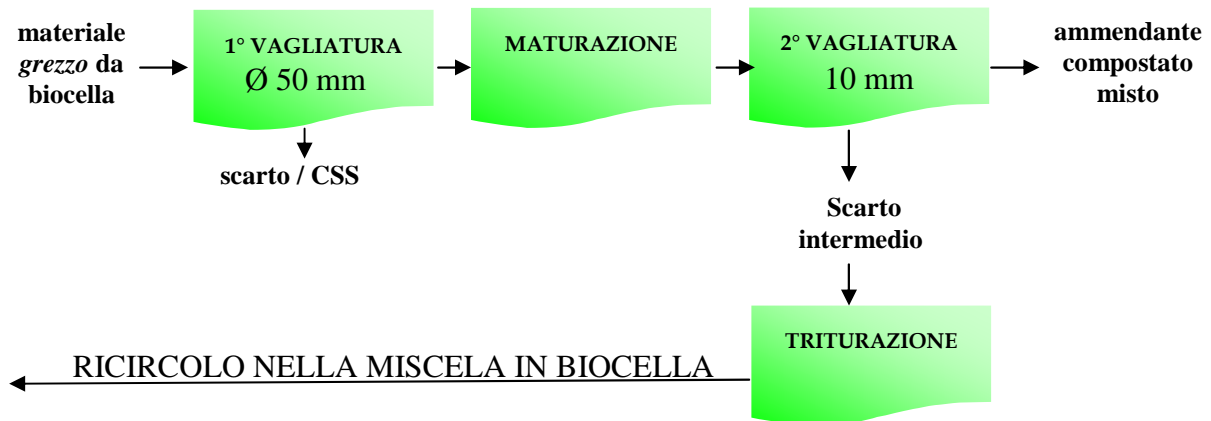 materiale
grezzo da
biocella
1° VAGLIATURA
Ø 50 mm
MATURAZIONE
2° VAGLIATURA
10 mm
ammendante
compostato
misto
scarto / CSS
Scarto
intermedio
TRITURAZIONE
RICIRCOLO NELLA MISCELA IN BIOCELLA